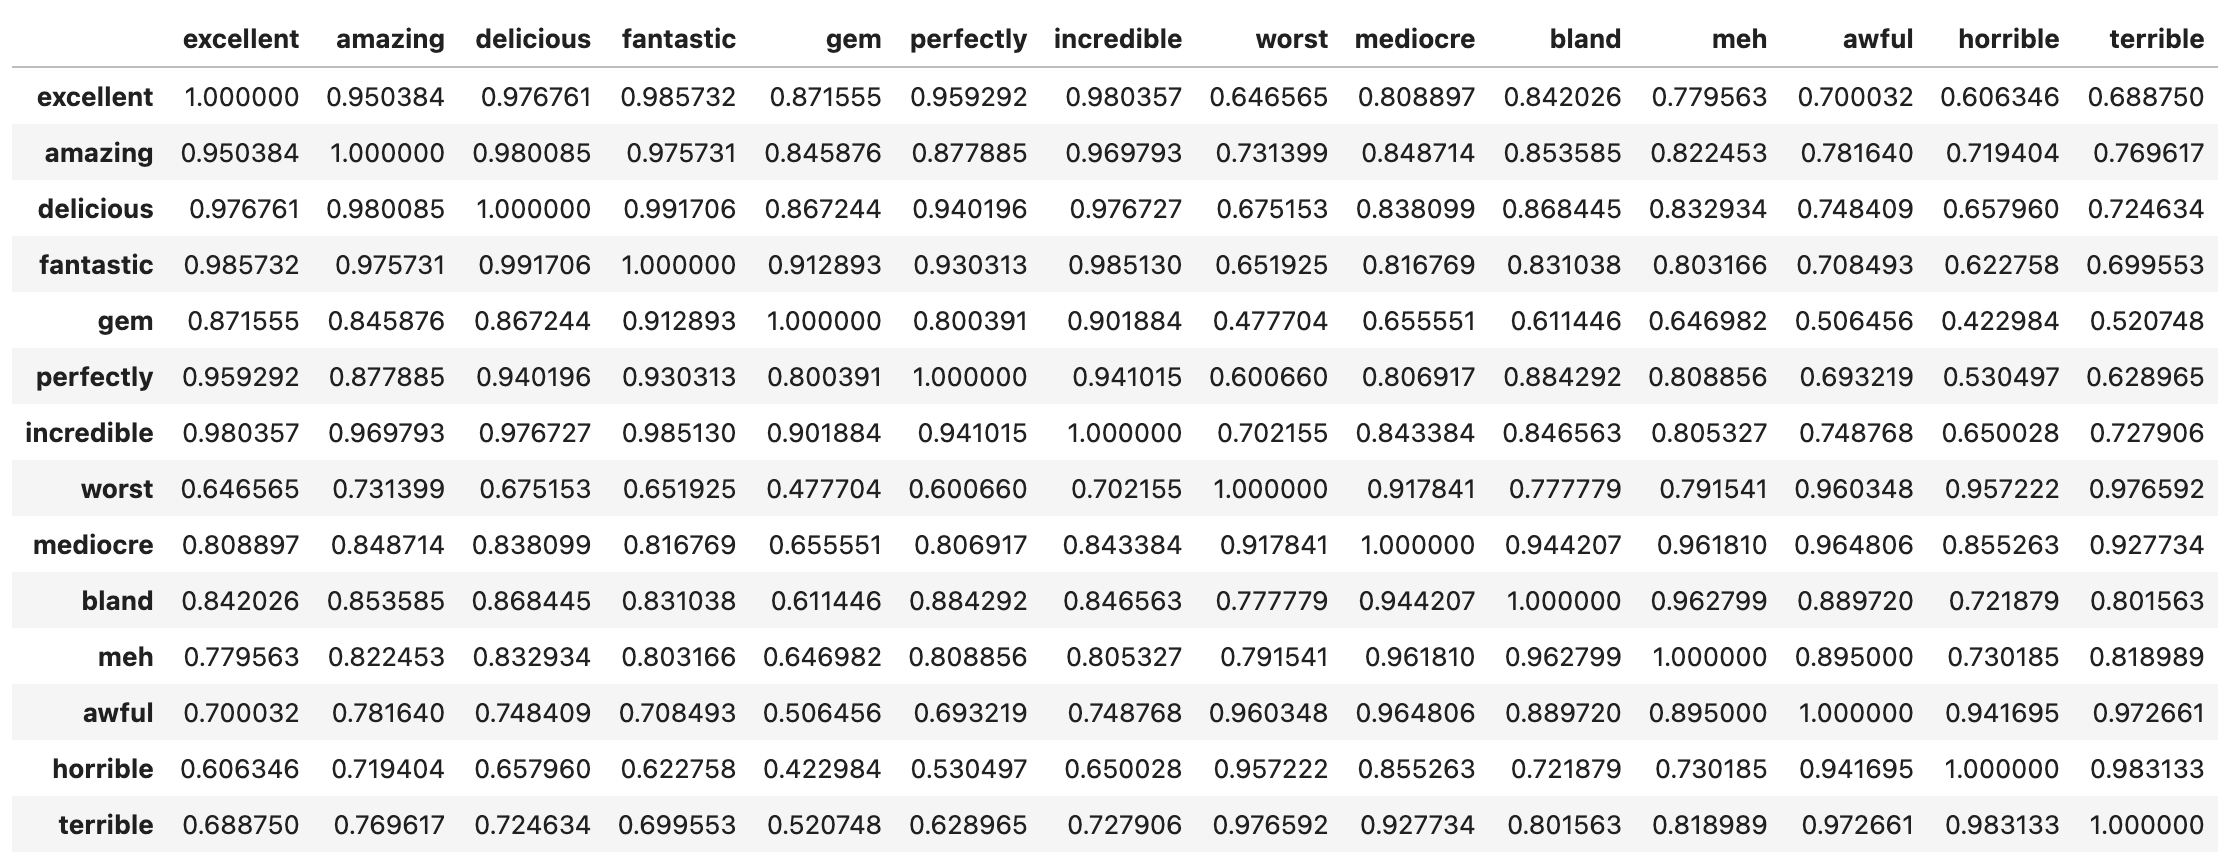 excellent amazing delicious fantastic gem perfectly incredible worst mediocre bland meh awful horrible terrible
excellent 1.000000 0.950384 0.976761 0.985732 0.871555 0.959292 0.980357 0.646565 0.808897 0.842026 0.779563 0.700032 0.606346 0.688750
amazing 0.950384 1.000000 0.980085 0.975731 0.845876 0.877885 0.969793 0.731399 0.848714 0.853585 0.822453 0.781640 0.719404 0.769617
delicious 0.976761 0.980085 1.000000 0.991706 0.867244 0.940196 0.976727 0.675153 0.838099 0.868445 0.832934 0.748409 0.657960 0.724634
fantastic 0.985732 0.975731 0.991706 1.000000 0.912893 0.930313 0.985130 0.651925 0.816769 0.831038 0.803166 0.708493 0.622758 0.699553
gem 0.871555 0.845876 0.867244 0.912893 1.000000 0.800391 0.901884 0.477704 0.655551 0.611446 0.646982 0.506456 0.422984 0.520748
perfectly 0.959292 0.877885 0.940196 0.930313 0.800391 1.000000 0.941015 0.600660 0.806917 0.884292 0.808856 0.693219 0.530497 0.628965
incredible 0.980357 0.969793 0.976727 0.985130 0.901884 0.941015 1.000000 0.702155 0.843384 0.846563 0.805327 0.748768 0.650028 0.727906
worst 0.646565 0.731399 0.675153 0.651925 0.477704 0.600660 0.702155 1.000000 0.917841 0.777779 0.791541 0.960348 0.957222 0.976592
mediocre 0.808897 0.848714 0.838099 0.816769 0.655551 0.806917 0.843384 0.917841 1.000000 0.944207 0.961810 0.964806 0.855263 0.927734
bland 0.842026 0.853585 0.868445 0.831038 0.611446 0.884292 0.846563 0.777779 0.944207 1.000000 0.962799 0.889720 0.721879 0.801563
meh 0.779563 0.822453 0.832934 0.803166 0.646982 0.808856 0.805327 0.791541 0.961810 0.962799 1.000000 0.895000 0.730185 0.818989
awful 0.700032 0.781640 0.748409 0.708493 0.506456 0.693219 0.748768 0.960348 0.964806 0.889720 0.895000 1.000000 0.941695 0.972661
horrible 0.606346 0.719404 0.657960 0.622758 0.422984 0.530497 0.650028 0.957222 0.855263 0.721879 0.730185 0.941695 1.000000 0.983133
terrible 0.688750 0.769617 0.724634 0.699553 0.520748 0.628965 0.727906 0.976592 0.927734 0.801563 0.818989 0.972661 0.983133 1.000000